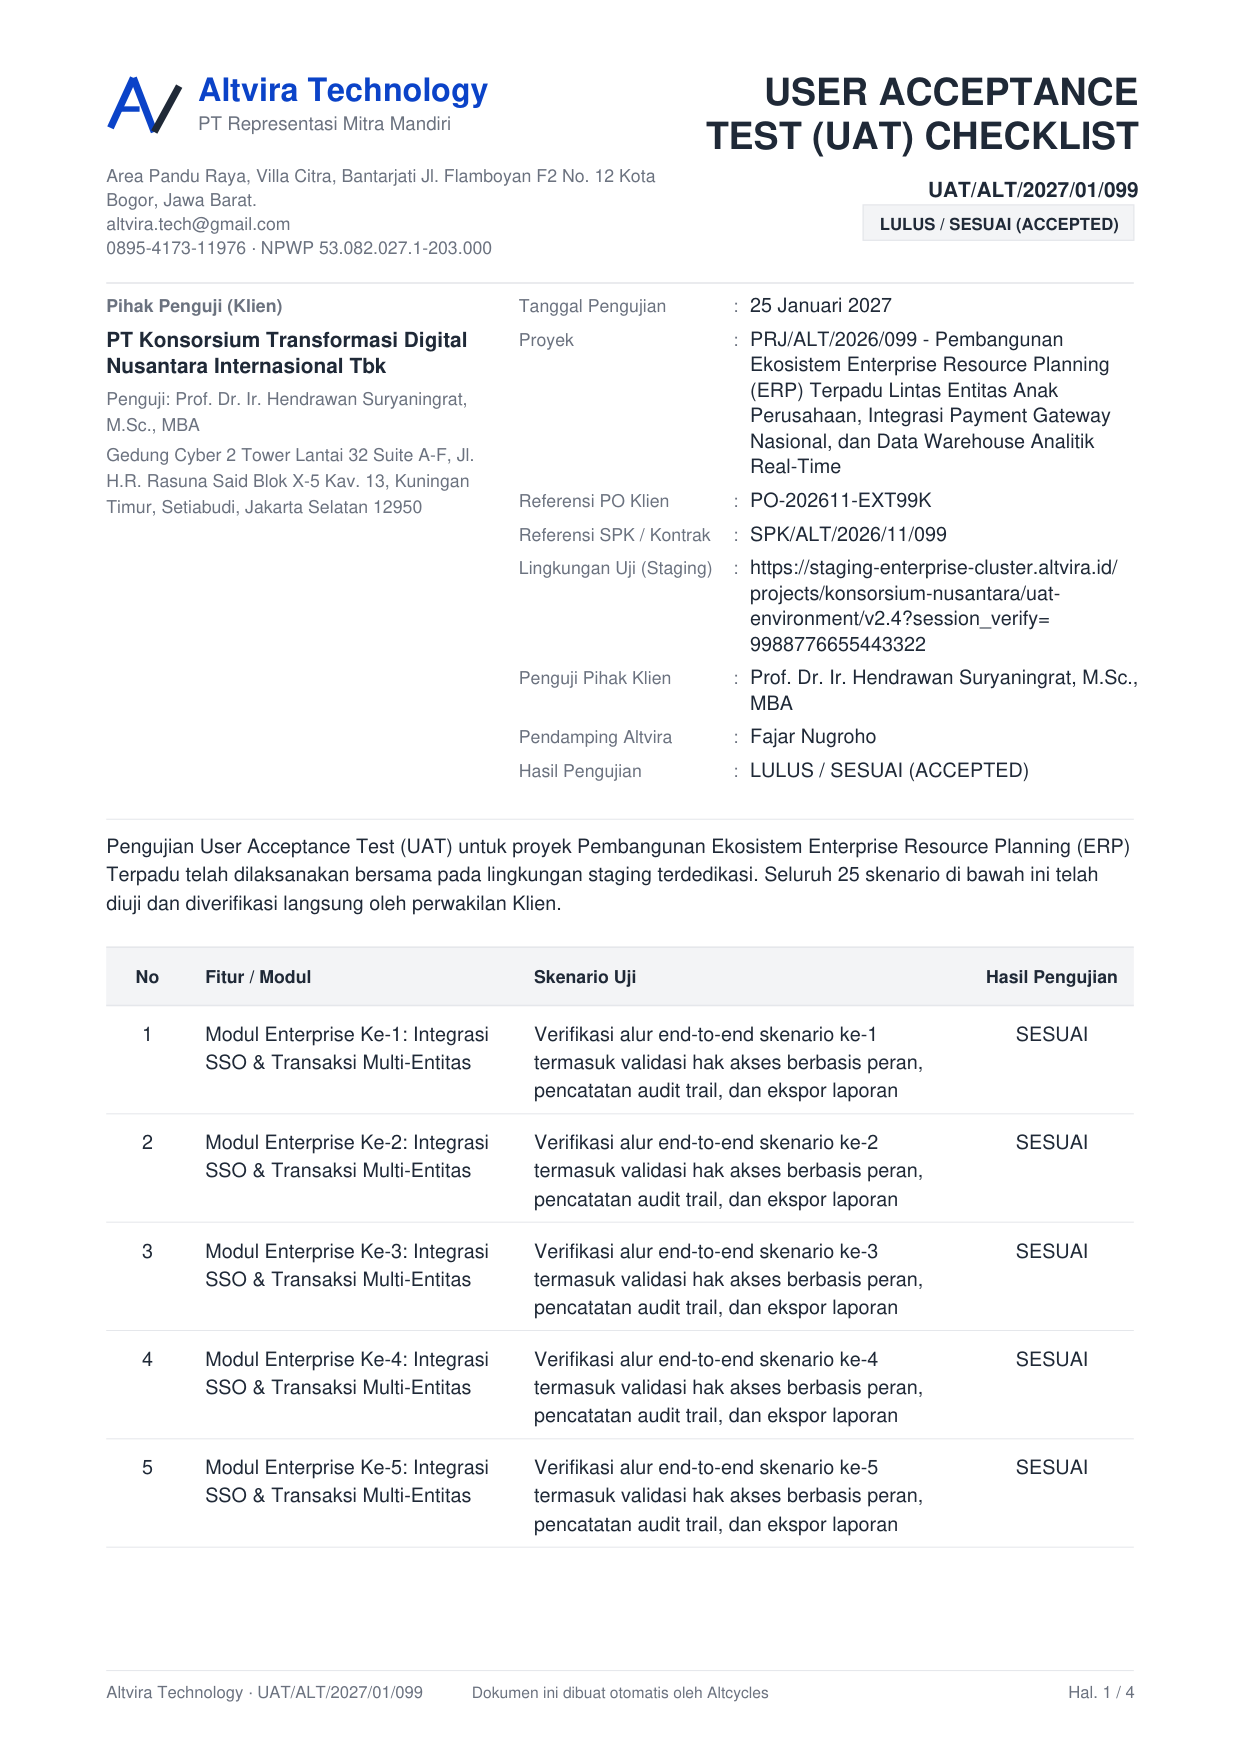 Altvira Technology
PT Representasi Mitra Mandiri
Area Pandu Raya, Villa Citra, Bantarjati Jl. Flamboyan F2 No. 12 Kota
Bogor, Jawa Barat.
altvira.tech@gmail.com
0895-4173-11976 · NPWP 53.082.027.1-203.000
USER ACCEPTANCE
TEST (UAT) CHECKLIST
UAT/ALT/2027/01/099
LULUS / SESUAI (ACCEPTED)
Pihak Penguji (Klien)
PT Konsorsium Transformasi Digital
Nusantara Internasional Tbk
Penguji: Prof. Dr. Ir. Hendrawan Suryaningrat,
M.Sc., MBA
Gedung Cyber 2 Tower Lantai 32 Suite A-F, Jl.
H.R. Rasuna Said Blok X-5 Kav. 13, Kuningan
Timur, Setiabudi, Jakarta Selatan 12950
Tanggal Pengujian : 25 Januari 2027
Proyek : PRJ/ALT/2026/099 - Pembangunan
Ekosistem Enterprise Resource Planning
(ERP) Terpadu Lintas Entitas Anak
Perusahaan, Integrasi Payment Gateway
Nasional, dan Data Warehouse Analitik
Real-Time
Referensi PO Klien : PO-202611-EXT99K
Referensi SPK / Kontrak : SPK/ALT/2026/11/099
Lingkungan Uji (Staging) : https://staging-enterprise-cluster.altvira.id/
projects/konsorsium-nusantara/uat-
environment/v2.4?session_verify=
9988776655443322
Penguji Pihak Klien : Prof. Dr. Ir. Hendrawan Suryaningrat, M.Sc.,
MBA
Pendamping Altvira : Fajar Nugroho
Hasil Pengujian : LULUS / SESUAI (ACCEPTED)
Pengujian User Acceptance Test (UAT) untuk proyek Pembangunan Ekosistem Enterprise Resource Planning (ERP)
Terpadu telah dilaksanakan bersama pada lingkungan staging terdedikasi. Seluruh 25 skenario di bawah ini telah
diuji dan diverifikasi langsung oleh perwakilan Klien.
No Fitur / Modul Skenario Uji Hasil Pengujian
1 Modul Enterprise Ke-1: Integrasi Verifikasi alur end-to-end skenario ke-1 SESUAI
SSO & Transaksi Multi-Entitas termasuk validasi hak akses berbasis peran,
pencatatan audit trail, dan ekspor laporan
2 Modul Enterprise Ke-2: Integrasi Verifikasi alur end-to-end skenario ke-2 SESUAI
SSO & Transaksi Multi-Entitas termasuk validasi hak akses berbasis peran,
pencatatan audit trail, dan ekspor laporan
3 Modul Enterprise Ke-3: Integrasi Verifikasi alur end-to-end skenario ke-3 SESUAI
SSO & Transaksi Multi-Entitas termasuk validasi hak akses berbasis peran,
pencatatan audit trail, dan ekspor laporan
4 Modul Enterprise Ke-4: Integrasi Verifikasi alur end-to-end skenario ke-4 SESUAI
SSO & Transaksi Multi-Entitas termasuk validasi hak akses berbasis peran,
pencatatan audit trail, dan ekspor laporan
5 Modul Enterprise Ke-5: Integrasi Verifikasi alur end-to-end skenario ke-5 SESUAI
SSO & Transaksi Multi-Entitas termasuk validasi hak akses berbasis peran,
pencatatan audit trail, dan ekspor laporan
Altvira Technology · UAT/ALT/2027/01/099 Dokumen ini dibuat otomatis oleh Altcycles Hal. 1 / 4